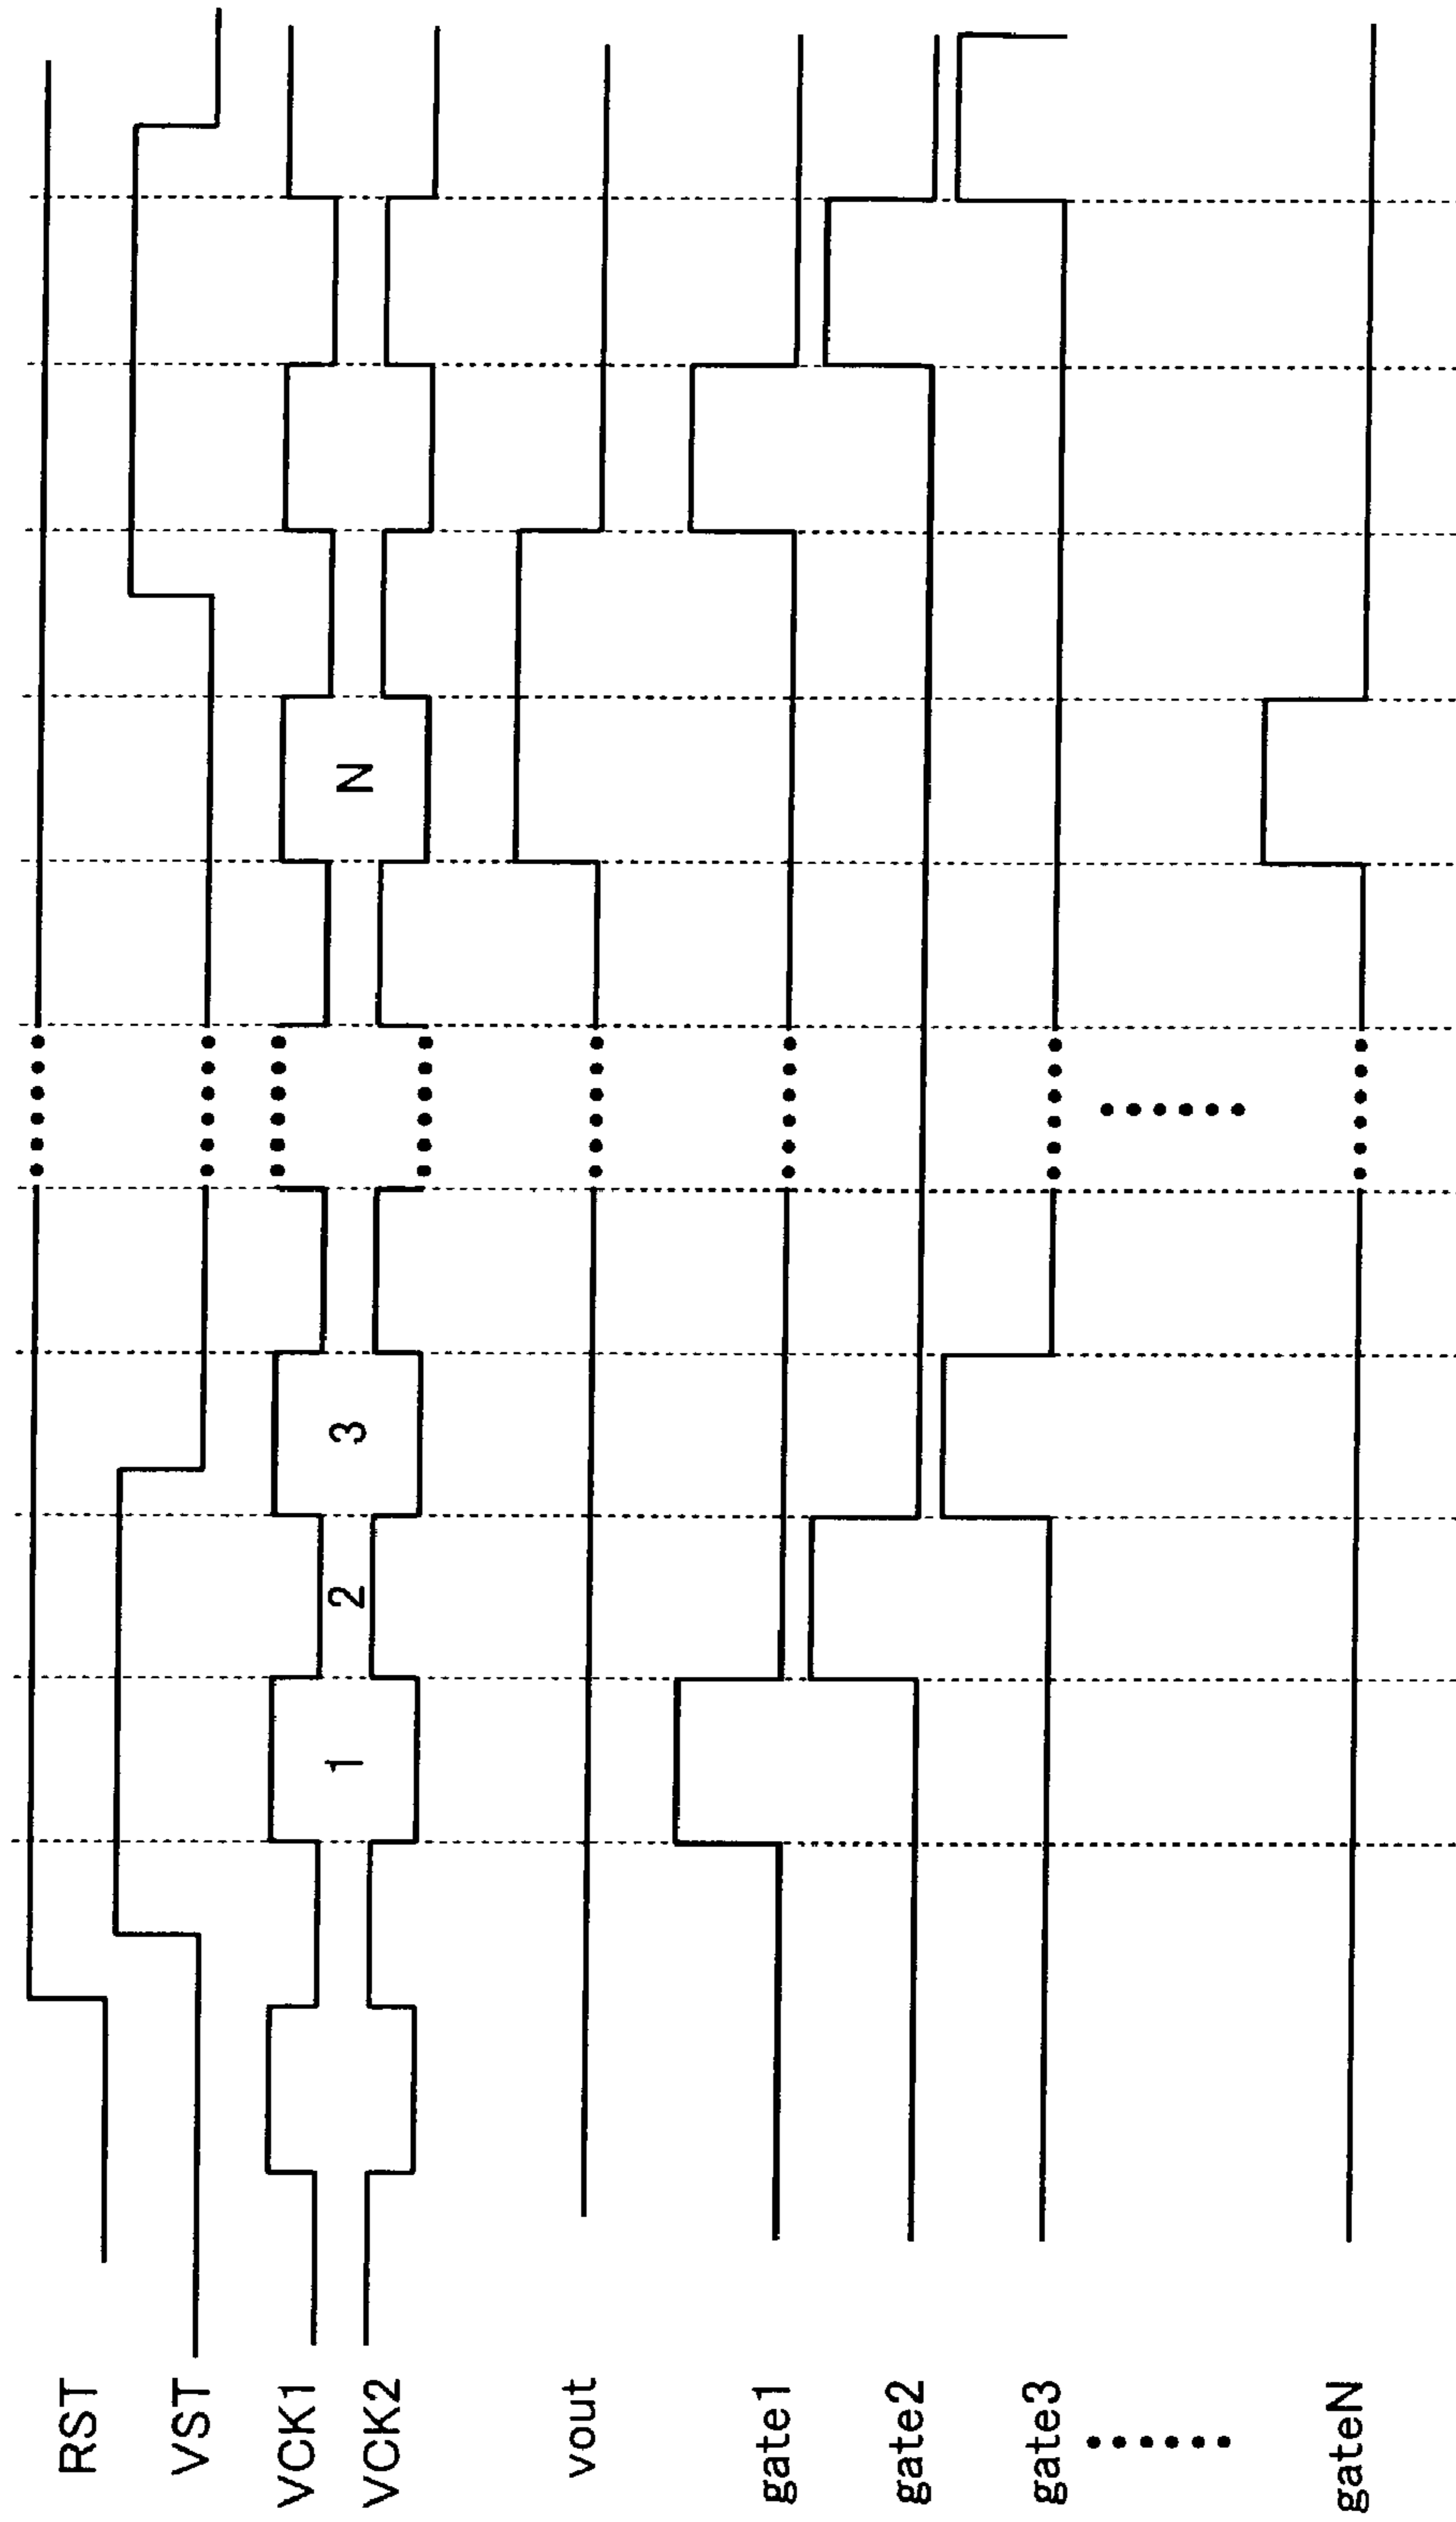 RST
VST
VCK1
VCK2
1
2
3
N
vout
gate1
gate2
gate3
gateN